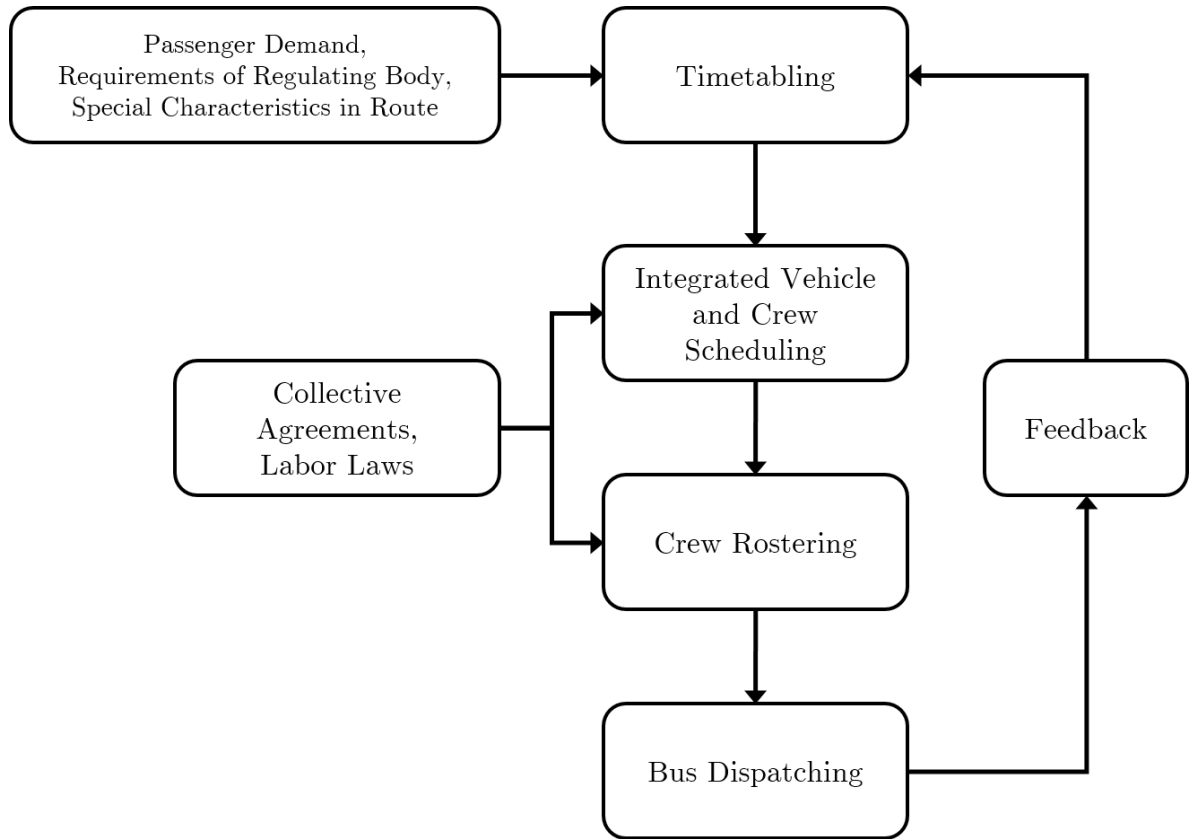 Passenger Demand,
Requirements of Regulating Body,
Special Characteristics in Route
Timetabling
Integrated Vehicle
and Crew
Scheduling
Collective
Agreements,
Labor Laws
Feedback
Crew Rostering
Bus Dispatching